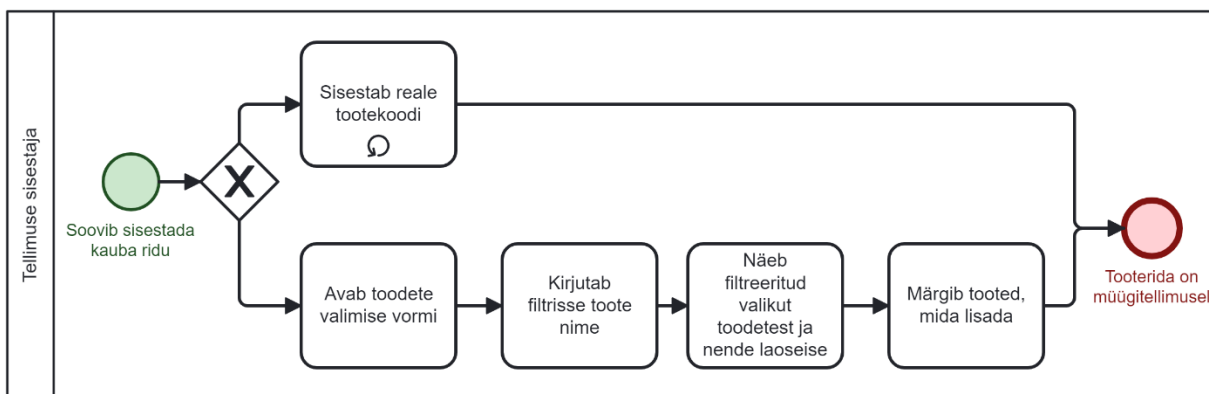 Tellimuse sisestaja
Soovib sisestada
kauba ridu
X
Sisestab reale
tootekoodi
Avab toodete
valimise vormi
Kirjutab
filtrisse toote
nime
Näeb
filtreeritud
valikut
toodetest ja
nende laoseise
Märgib tooted,
mida lisada
Tooterida on
müügitellimusel